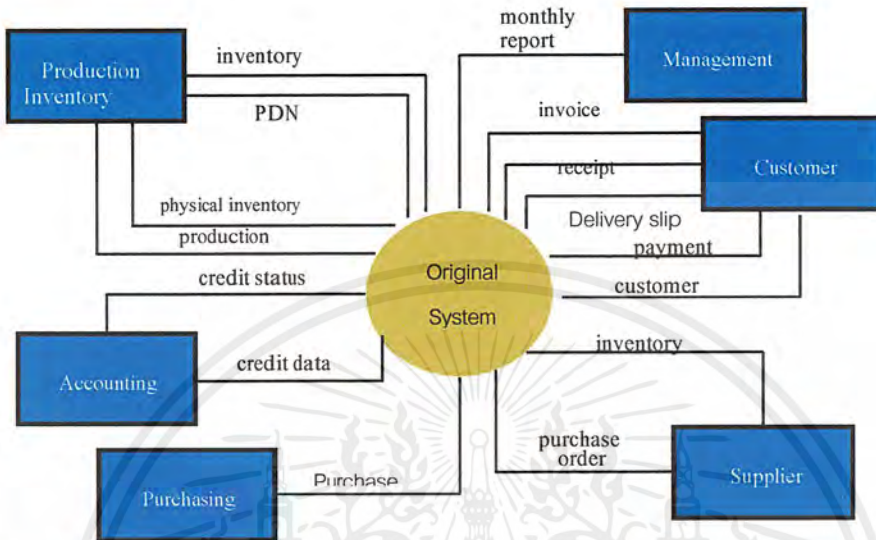 monthly
report
Management
Production
Inventory
inventory
PDN
invoice
Customer
receipt
physical inventory
Delivery slip
production
payment
credit status
Original
System
customer
inventory
Accounting
credit data
purchase
order
Supplier
Purchasing
Purchase